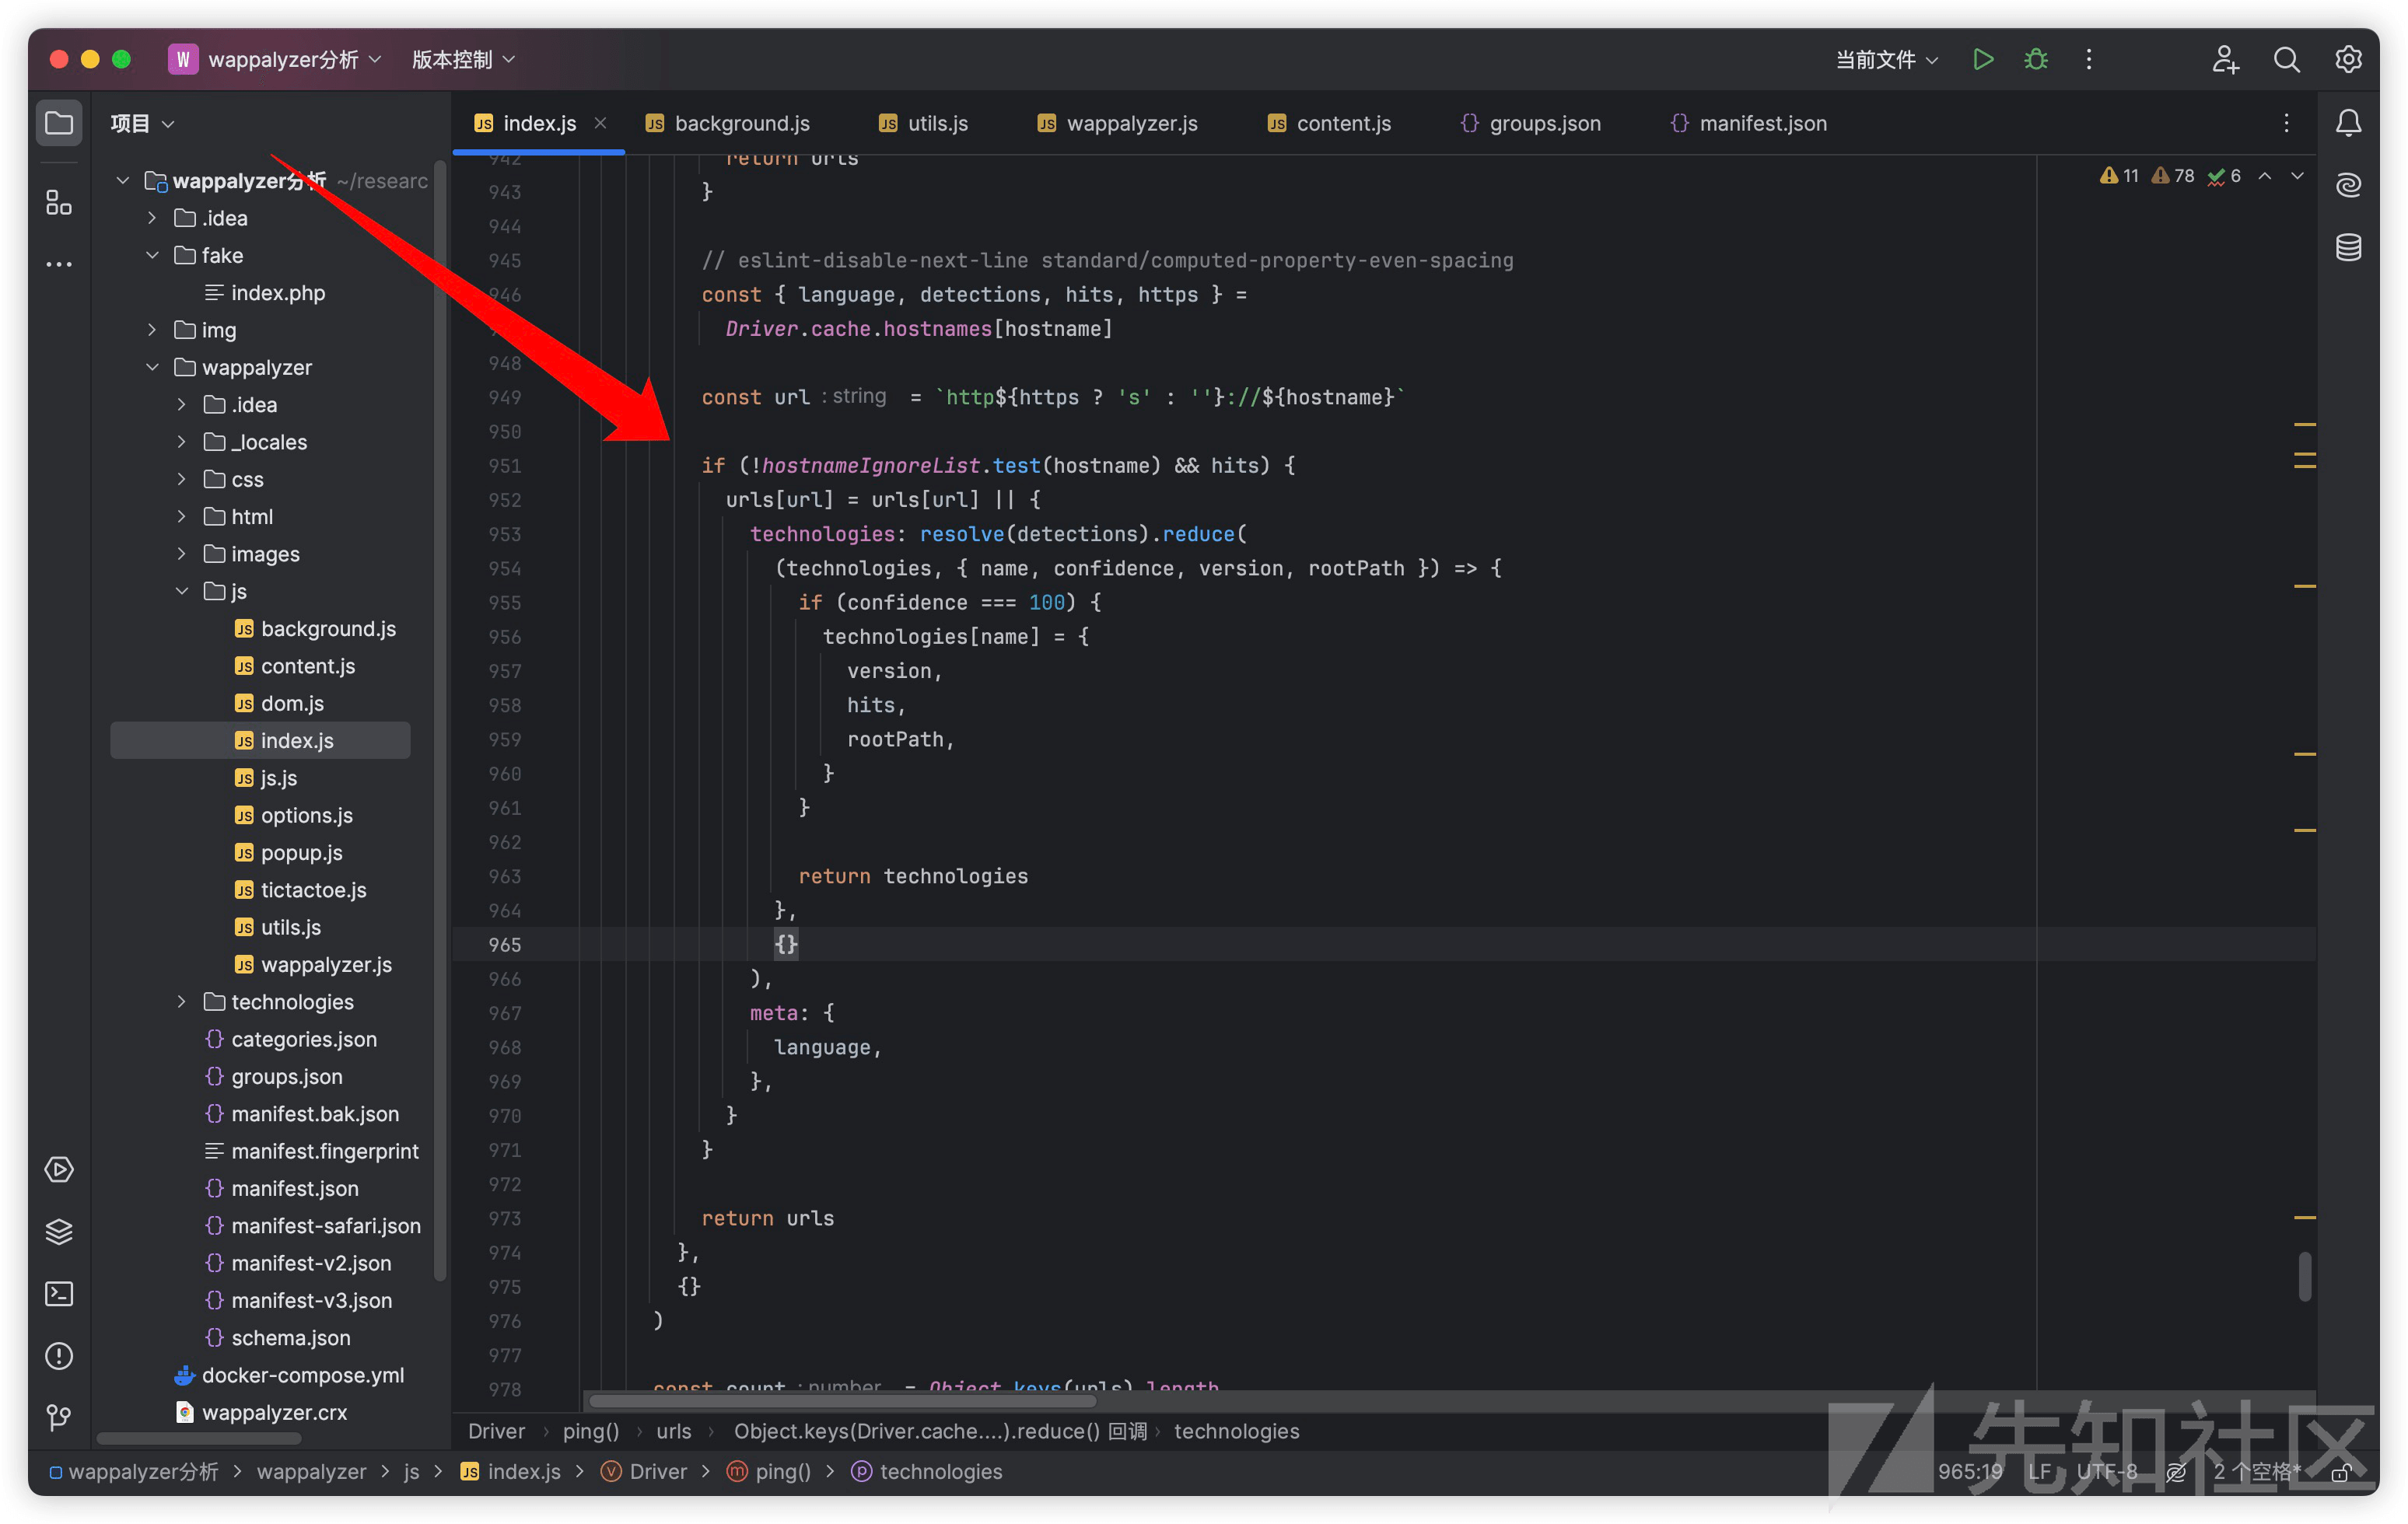 W wappalyzer分析 版本控制 当前文件
项目
index.js background.js utils.js wappalyzer.js content.js groups.json manifest.json
wappalyzer分析 ~/researc
.idea
fake
index.php
img
wappalyzer
.idea
_locales
css
html
images
js
background.js
content.js
dom.js
index.js
js.js
options.js
popup.js
tictactoe.js
utils.js
wappalyzer.js
technologies
categories.json
groups.json
manifest.bak.json
manifest.fingerprint
manifest.json
manifest-safari.json
manifest-v2.json
manifest-v3.json
schema.json
docker-compose.yml
wappalyzer.crx
11 78 6
942 return urls
943 }
944
945 // eslint-disable-next-line standard/computed-property-even-spacing
946 const { language, detections, hits, https } =
Driver.cache.hostnames[hostname]
948
949 const url : string = `http${https ? 's' : ''}://${hostname}`
950
951 if (!hostnameIgnoreList.test(hostname) && hits) {
952 urls[url] = urls[url] || {
953 technologies: resolve(detections).reduce(
954 (technologies, { name, confidence, version, rootPath }) => {
955 if (confidence === 100) {
956 technologies[name] = {
957 version,
958 hits,
959 rootPath,
960 }
961 }
962
963 return technologies
964 },
965 {}
966 ),
967 meta: {
968 language,
969 },
970 }
971 }
972
973 return urls
974 },
975 {}
976 )
977
978 const count : number = Object.keys(urls).length
Driver › ping() › urls › Object.keys(Driver.cache....).reduce() 回调 › technologies
wappalyzer分析 > wappalyzer > js > index.js > Driver > ping() > technologies
965:19 LF UTF-8 2 个空格*
先知社区